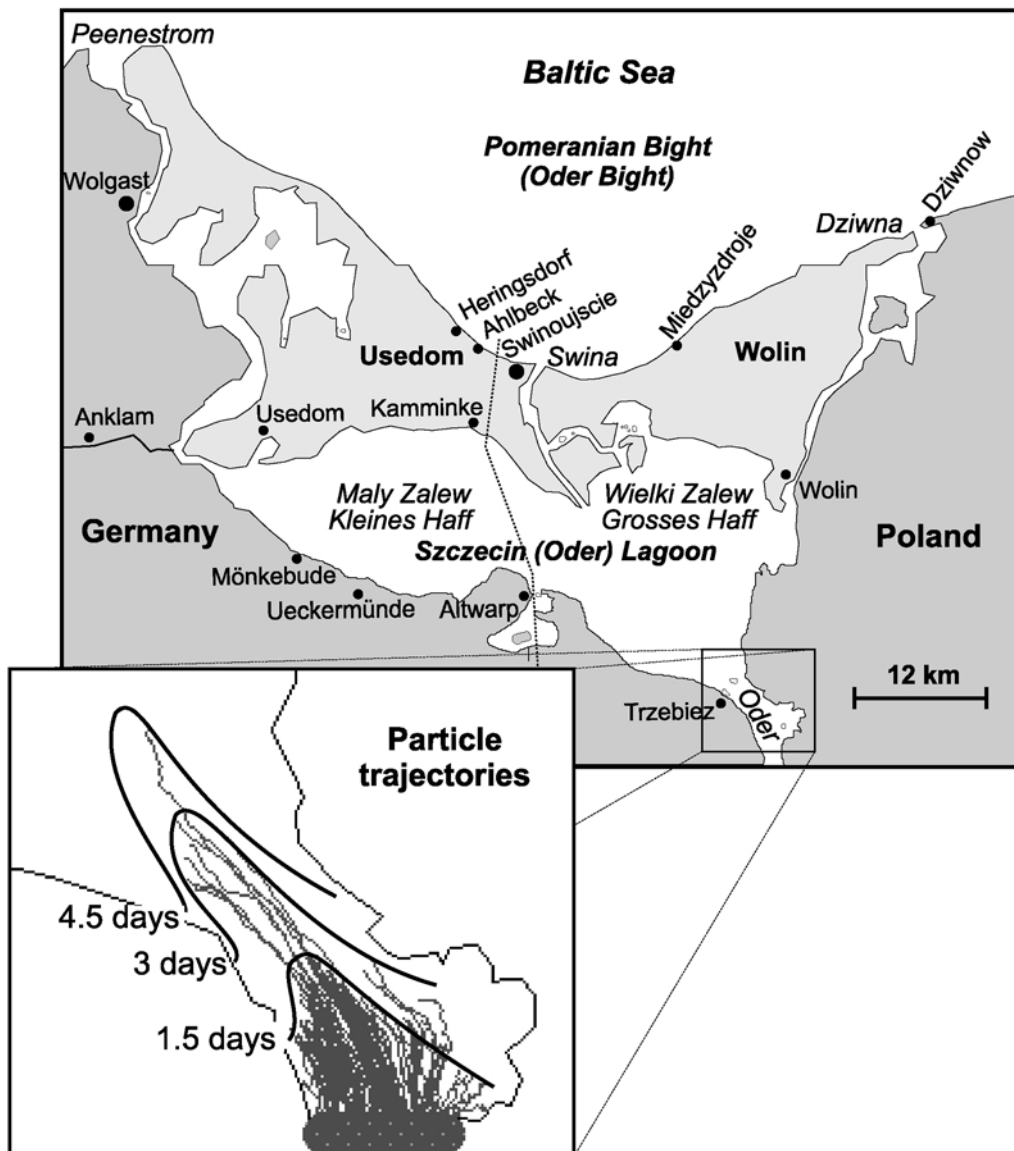 Peenestrom
Baltic Sea
Pomeranian Bight
(Oder Bight)
Wolgast
Dziwnow
Dziwna
Heringsdorf
Ahlbeck
Swinoujscie
Miedzyzdroje
Usedom
Swina
Wolin
Anklam
Usedom
Kamminke
Wolin
Maly Zalew
Kleines Haff
Wielki Zalew
Grosses Haff
Germany
Szczecin (Oder) Lagoon
Poland
Mönkebude
Ueckermünde
Altwarp
12 km
Trzebiez
Oder
Particle
trajectories
4.5 days
3 days
1.5 days